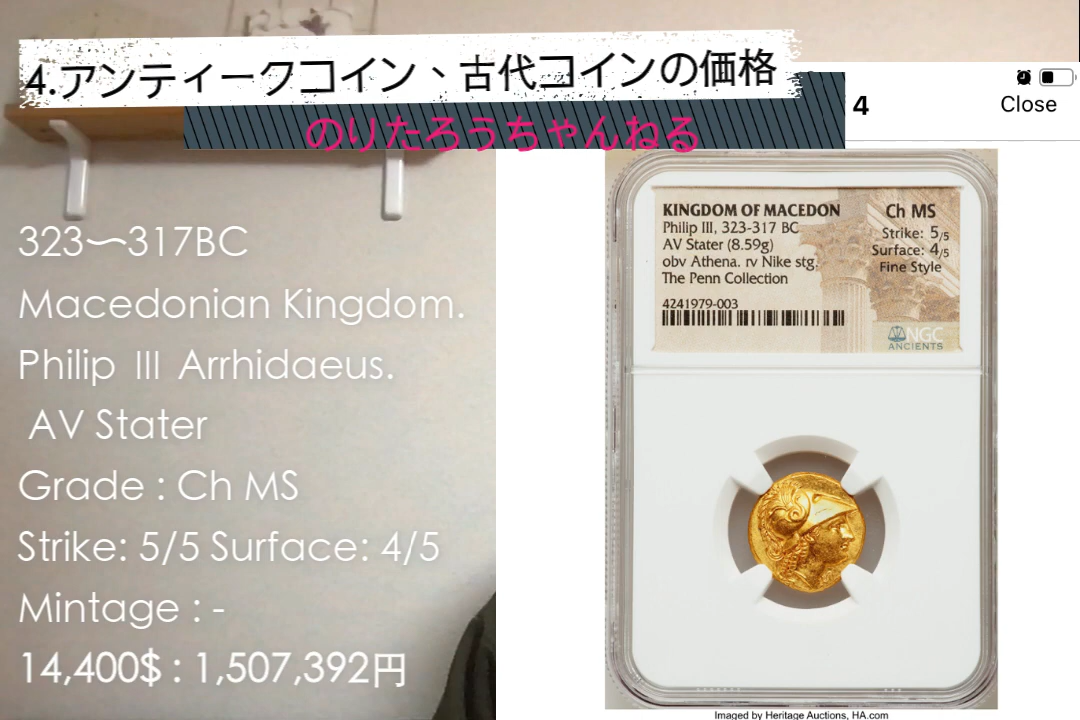 4.アンティークコイン、古代コインの価格
のりたろうちゃんねる
4
Close
323〜317BC
Macedonian Kingdom.
Philip Ⅲ Arrhidaeus.
AV Stater
Grade : Ch MS
Strike: 5/5 Surface: 4/5
Mintage : -
14,400$ : 1,507,392円
KINGDOM OF MACEDON
Philip III, 323-317 BC
AV Stater (8.59g)
obv Athena. rv Nike stg.
The Penn Collection
4241979-003
Ch MS
Strike: 5/5
Surface: 4/5
Fine Style
NGC
ANCIENTS
Imaged by Heritage Auctions, HA.com